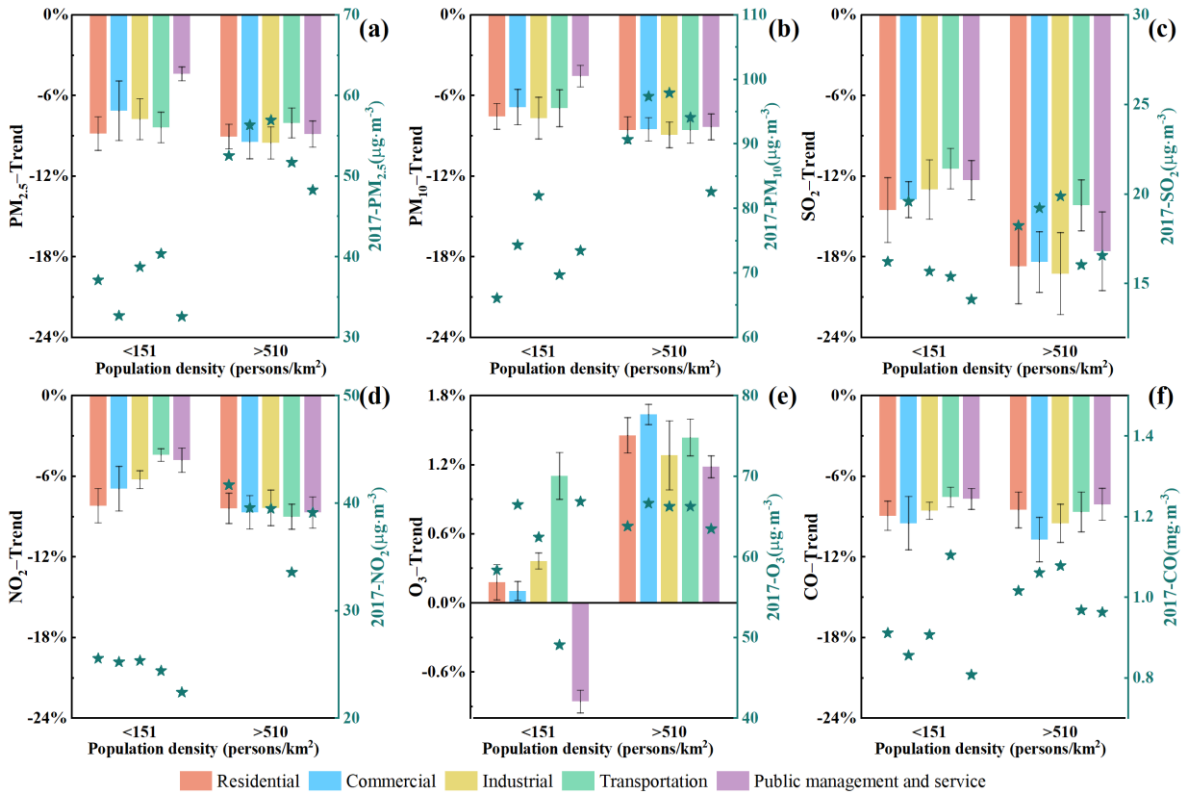 0%
-6%
-12%
-18%
-24%
PM2.5−Trend
(a)
70
60
50
40
30
2017-PM2.5(μg·m⁻³)
<151 >510
Population density (persons/km²)
0%
-6%
-12%
-18%
-24%
PM10−Trend
(b)
110
100
90
80
70
60
2017-PM10(μg·m⁻³)
<151 >510
Population density (persons/km²)
0%
-6%
-12%
-18%
-24%
SO2−Trend
(c)
30
25
20
15
2017-SO2(μg·m⁻³)
<151 >510
Population density (persons/km²)
0%
-6%
-12%
-18%
-24%
NO2−Trend
(d)
50
40
30
20
2017-NO2(μg·m⁻³)
<151 >510
Population density (persons/km²)
1.8%
1.2%
0.6%
0.0%
-0.6%
O3−Trend
(e)
80
70
60
50
40
2017-O3(μg·m⁻³)
<151 >510
Population density (persons/km²)
0%
-6%
-12%
-18%
-24%
CO−Trend
(f)
1.4
1.2
1.0
0.8
2017-CO(mg·m⁻³)
<151 >510
Population density (persons/km²)
Residential Commercial Industrial Transportation Public management and service